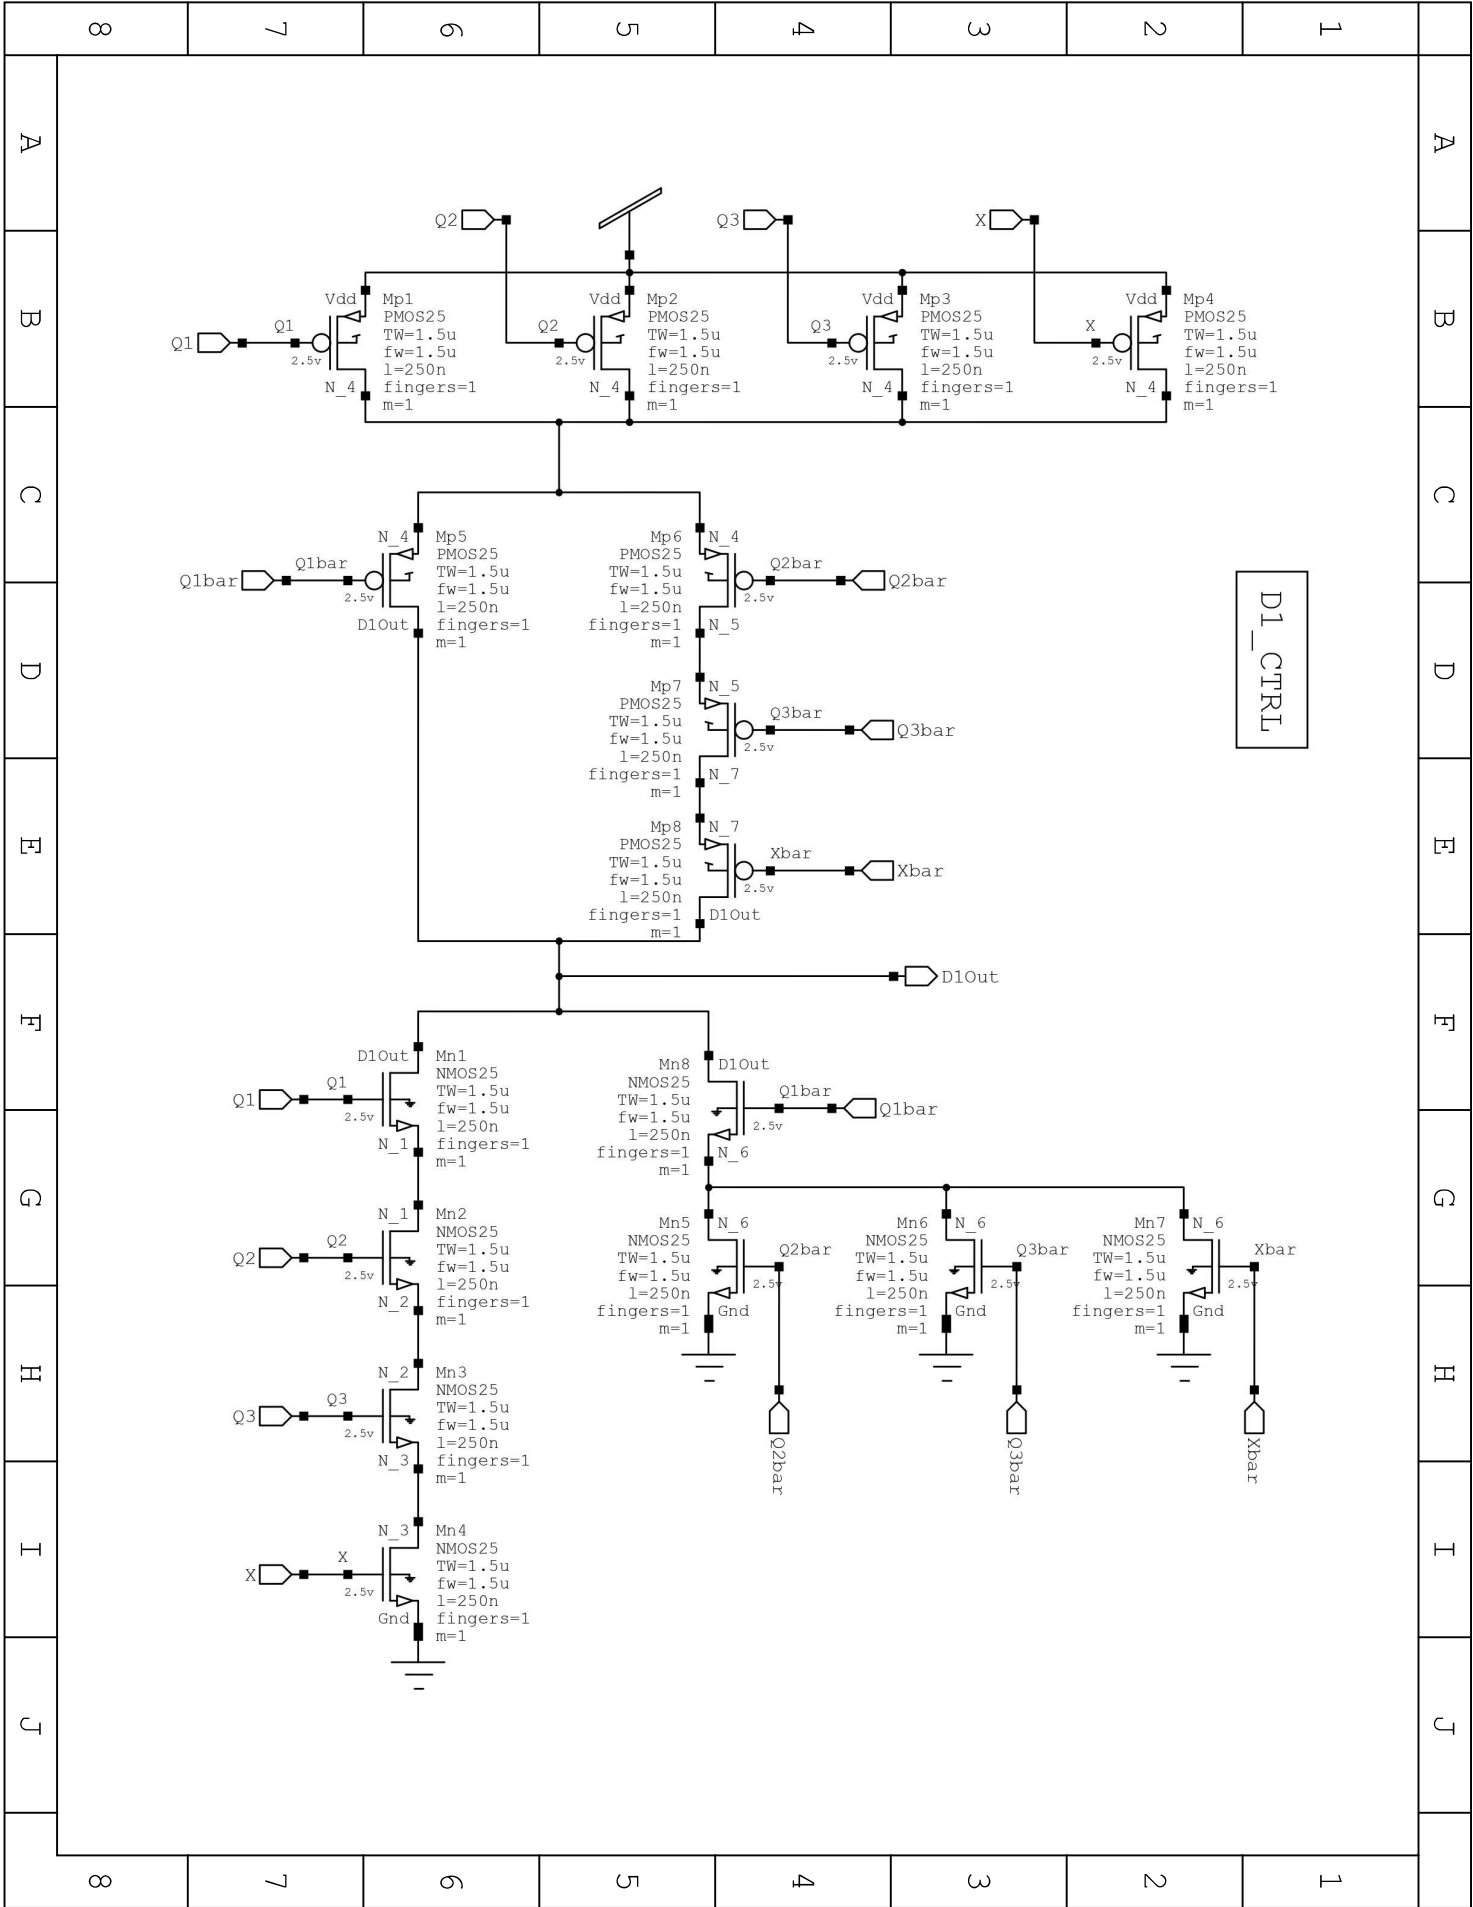 8 7 6 5 4 3 2 1
A A
Q2 Q3 X
B B
Vdd Mp1
PMOS25
TW=1.5u
fw=1.5u
l=250n
fingers=1
m=1
Q1 Q1
2.5v
N_4
Vdd Mp2
PMOS25
TW=1.5u
fw=1.5u
l=250n
fingers=1
m=1
Q2
2.5v
N_4
Vdd Mp3
PMOS25
TW=1.5u
fw=1.5u
l=250n
fingers=1
m=1
Q3
2.5v
N_4
Vdd Mp4
PMOS25
TW=1.5u
fw=1.5u
l=250n
fingers=1
m=1
X
2.5v
N_4
C C
N_4 Mp5
PMOS25
TW=1.5u
fw=1.5u
l=250n
fingers=1
m=1
Q1bar Q1bar
2.5v
D1Out
Mp6 N_4
PMOS25
TW=1.5u
fw=1.5u
l=250n
fingers=1
m=1
Q2bar Q2bar
2.5v
N_5
D1_CTRL
D D
Mp7 N_5
PMOS25
TW=1.5u
fw=1.5u
l=250n
fingers=1
m=1
Q3bar Q3bar
2.5v
N_7
E E
Mp8 N_7
PMOS25
TW=1.5u
fw=1.5u
l=250n
fingers=1
m=1
Xbar Xbar
2.5v
D1Out
D1Out
F F
D1Out Mn1
NMOS25
TW=1.5u
fw=1.5u
l=250n
fingers=1
m=1
Q1 Q1
2.5v
N_1
Mn8 D1Out
NMOS25
TW=1.5u
fw=1.5u
l=250n
fingers=1
m=1
Q1bar Q1bar
2.5v
N_6
G G
N_1 Mn2
NMOS25
TW=1.5u
fw=1.5u
l=250n
fingers=1
m=1
Q2 Q2
2.5v
N_2
Mn5 N_6
NMOS25
TW=1.5u
fw=1.5u
l=250n
fingers=1
m=1
Q2bar
2.5v
Gnd
Mn6 N_6
NMOS25
TW=1.5u
fw=1.5u
l=250n
fingers=1
m=1
Q3bar
2.5v
Gnd
Mn7 N_6
NMOS25
TW=1.5u
fw=1.5u
l=250n
fingers=1
m=1
Xbar
2.5v
Gnd
H H
N_2 Mn3
NMOS25
TW=1.5u
fw=1.5u
l=250n
fingers=1
m=1
Q3 Q3
2.5v
N_3
Q2bar Q3bar Xbar
I I
N_3 Mn4
NMOS25
TW=1.5u
fw=1.5u
l=250n
fingers=1
m=1
X X
2.5v
Gnd
J J
8 7 6 5 4 3 2 1